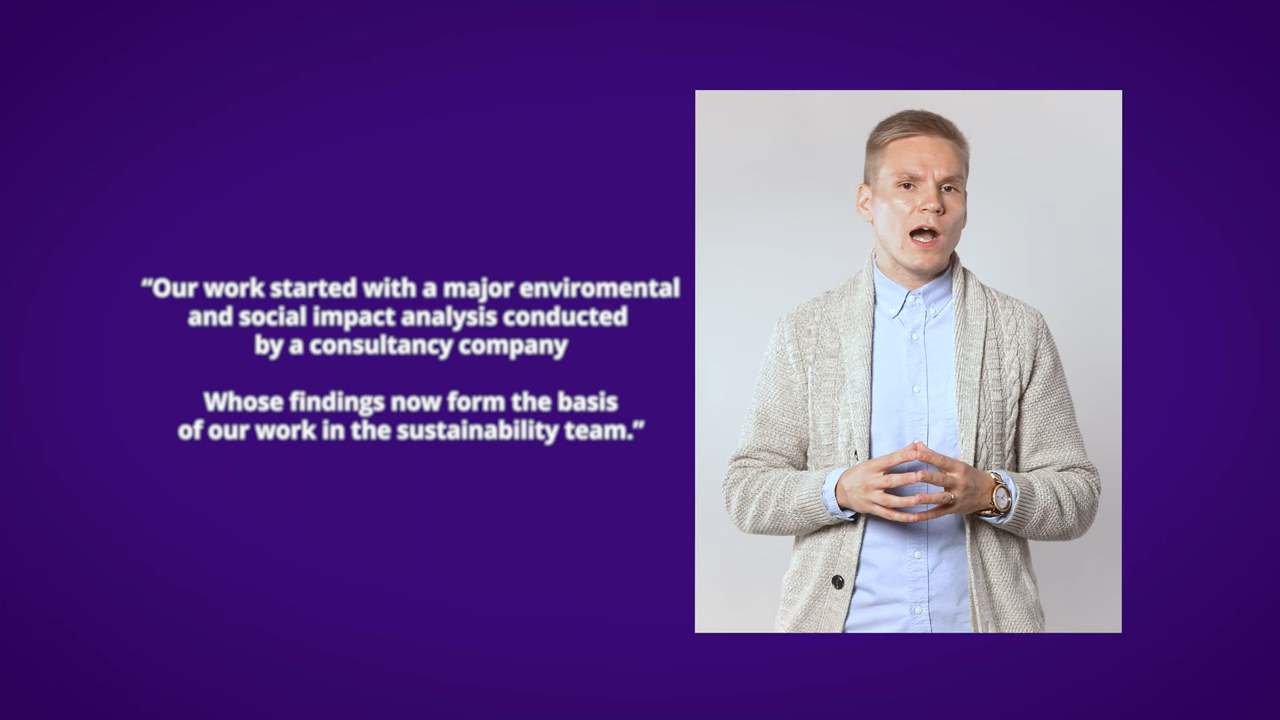 “Our work started with a major enviromental
and social impact analysis conducted
by a consultancy company
Whose findings now form the basis
of our work in the sustainability team.”